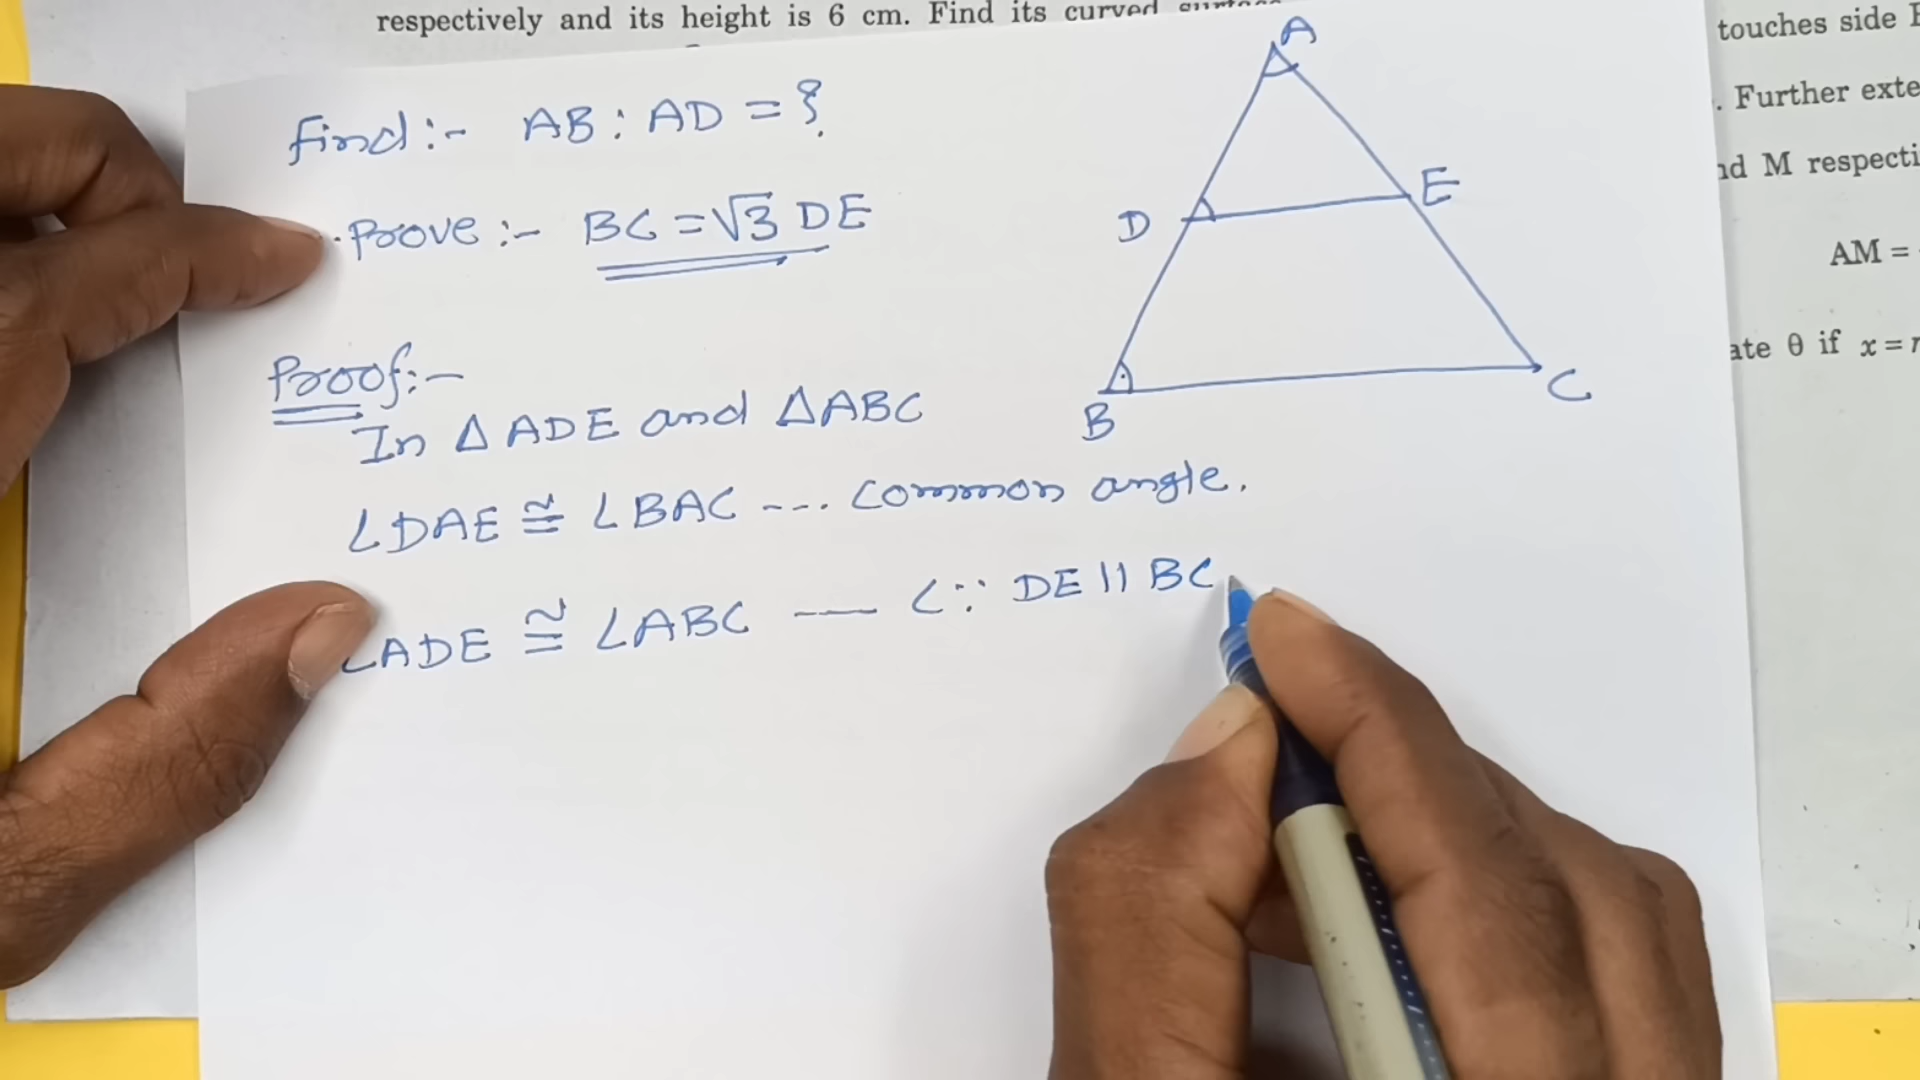 respectively and its height is 6 cm. Find its curved
Find:- AB : AD = ?
Prove :- BC = √3 DE
Proof:-
In △ ADE and △ABC
∠DAE ≅ ∠BAC --- common angle.
∠ADE ≅ ∠ABC — (∵ DE || BC
A
D
E
B
C
touches side
. Further exte
nd M respecti
AM =
ate θ if x =